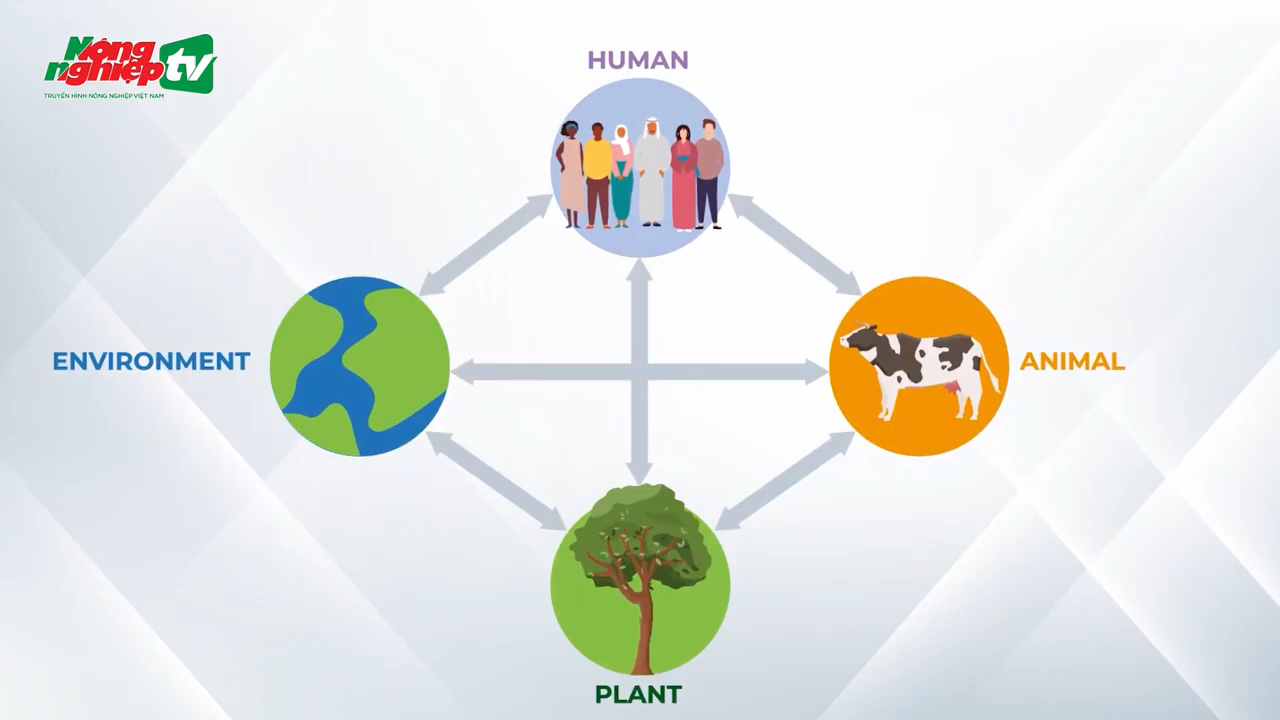 Nông
nghiệp tv
TRUYỀN HÌNH NÔNG NGHIỆP VIỆT NAM
HUMAN
ENVIRONMENT
ANIMAL
PLANT